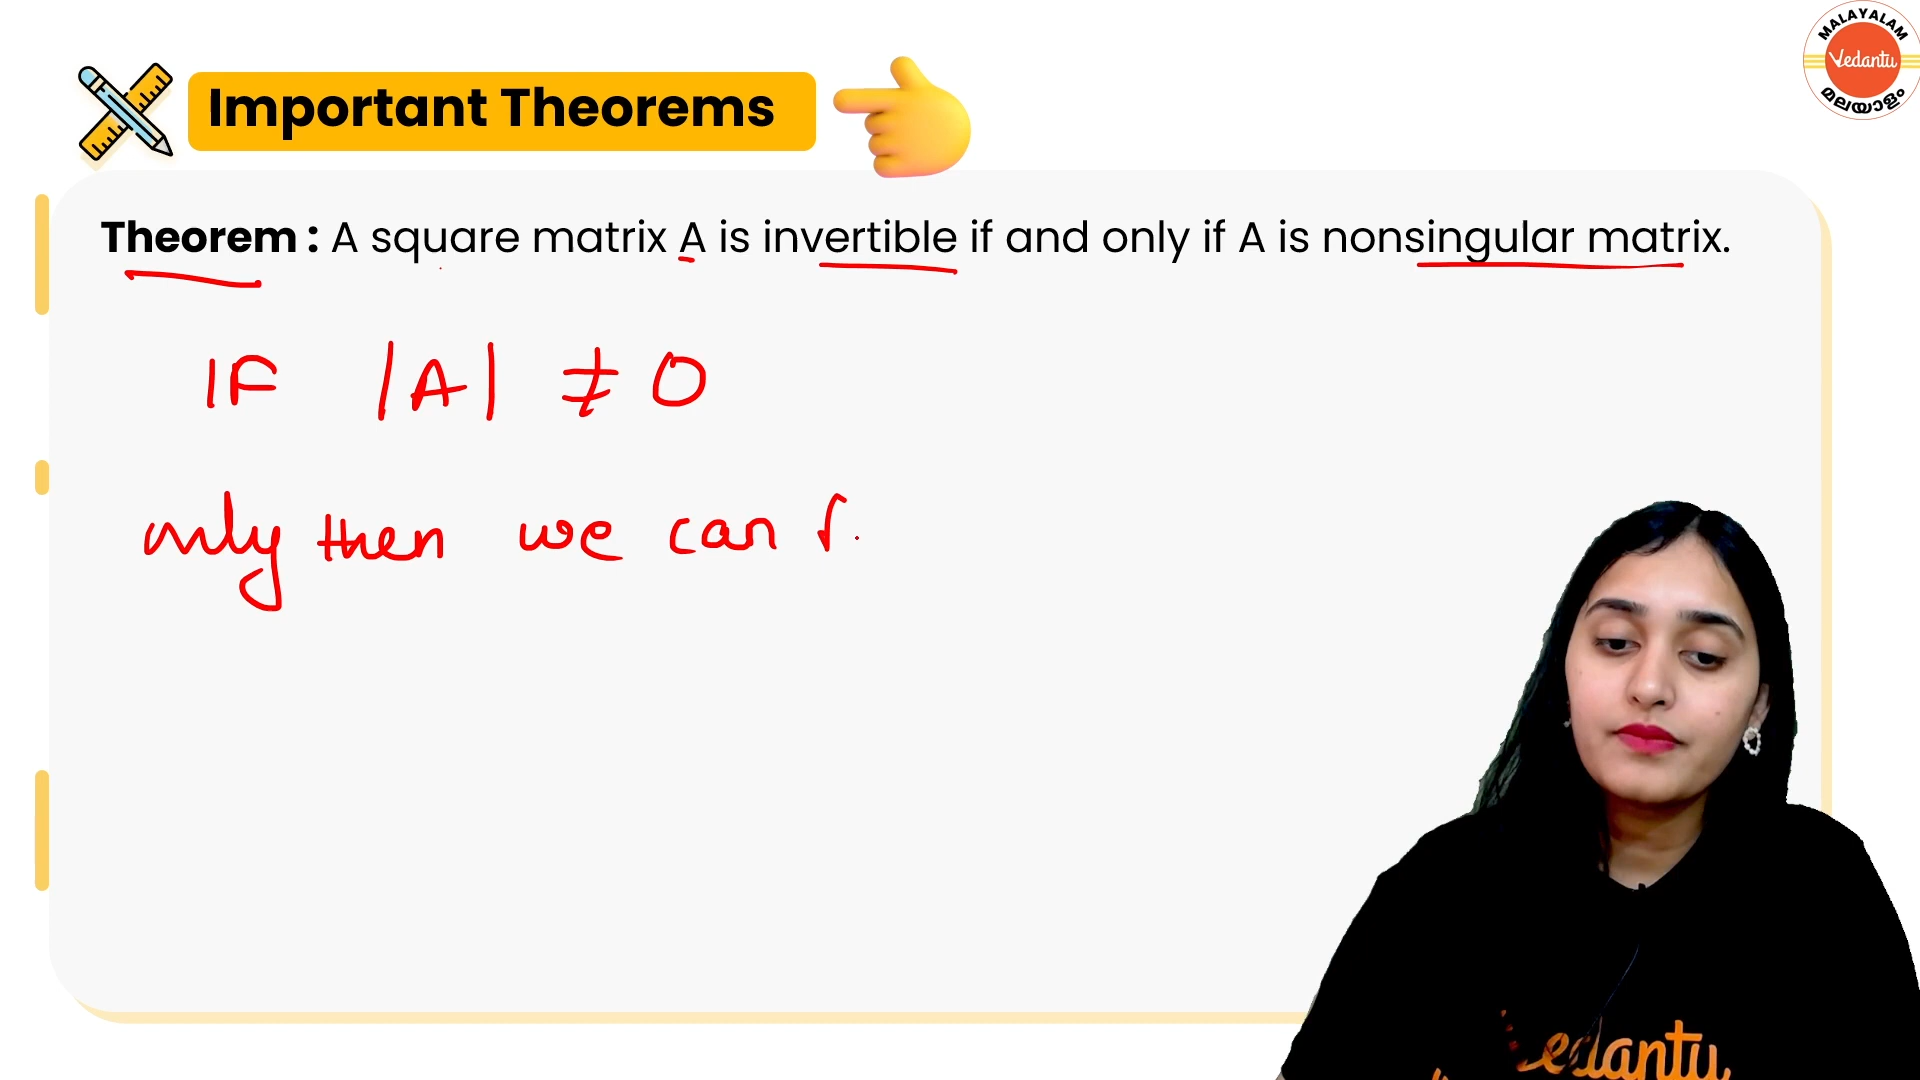 MALAYALAM
Vedantu
മലയാളം
Important Theorems
Theorem : A square matrix A is invertible if and only if A is nonsingular matrix.
IF |A| ≠ 0
only then we can f
Vedantu